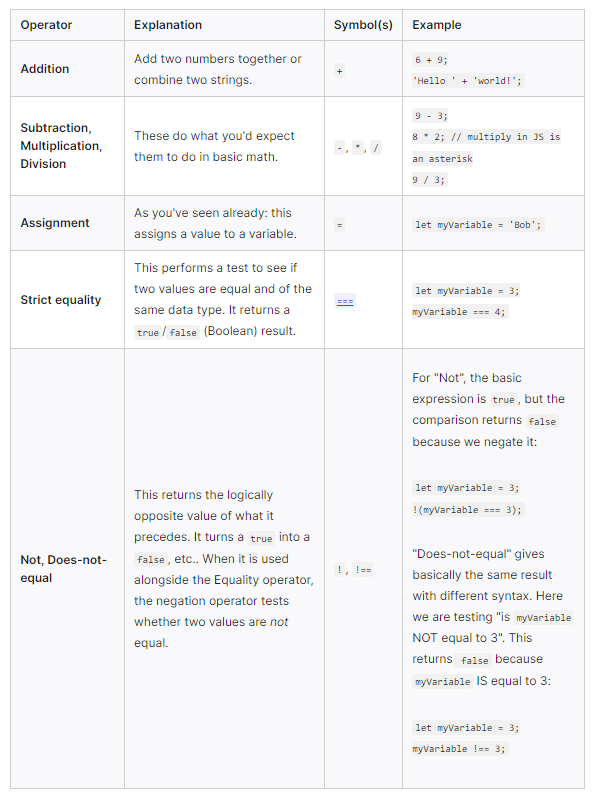 Operator Explanation Symbol(s) Example
Addition
Add two numbers together or
combine two strings.
+
6 + 9;
'Hello ' + 'world!';
Subtraction,
Multiplication,
Division
These do what you'd expect
them to do in basic math.
-, *, /
9 - 3;
8 * 2; // multiply in JS is
an asterisk
9 / 3;
Assignment
As you've seen already: this
assigns a value to a variable.
=
let myVariable = 'Bob';
Strict equality
This performs a test to see if
two values are equal and of the
same data type. It returns a
true/false (Boolean) result.
===
let myVariable = 3;
myVariable === 4;
Not, Does-not-
equal
This returns the logically
opposite value of what it
precedes. It turns a true into a
false, etc.. When it is used
alongside the Equality operator,
the negation operator tests
whether two values are not
equal.
!, !==
For "Not", the basic
expression is true, but the
comparison returns false
because we negate it:
let myVariable = 3;
!(myVariable === 3);
"Does-not-equal" gives
basically the same result
with different syntax. Here
we are testing "is myVariable
NOT equal to 3". This
returns false because
myVariable IS equal to 3:
let myVariable = 3;
myVariable !== 3;